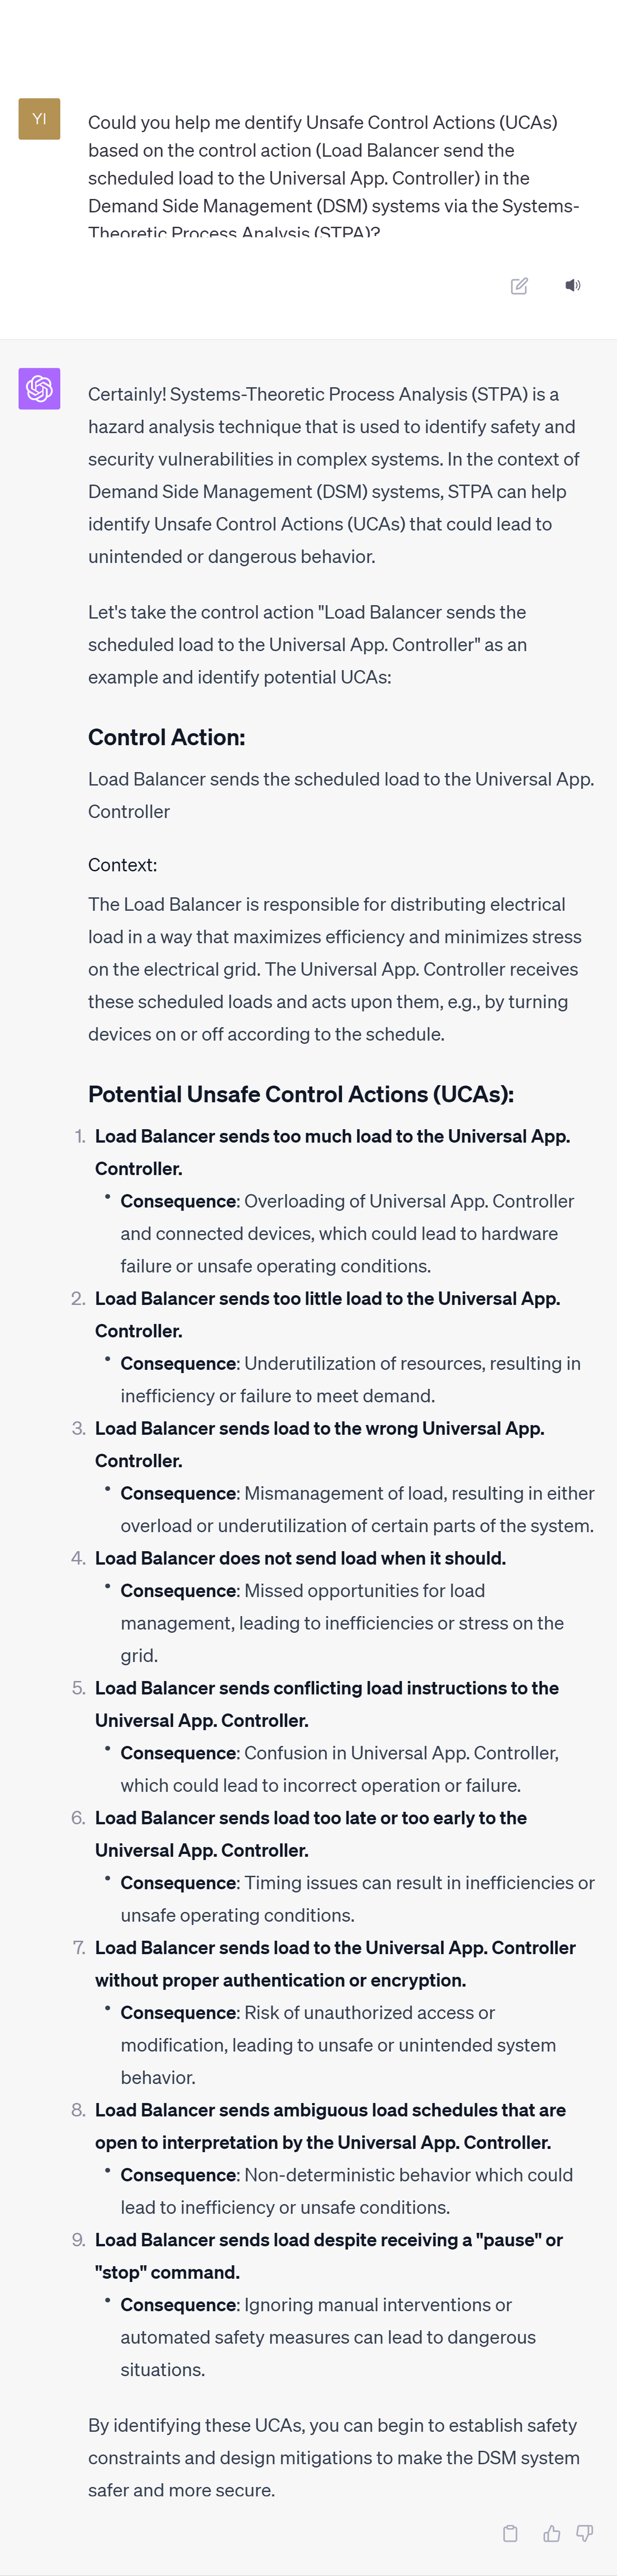 YI
Could you help me dentify Unsafe Control Actions (UCAs)
based on the control action (Load Balancer send the
scheduled load to the Universal App. Controller) in the
Demand Side Management (DSM) systems via the Systems-
Theoretic Process Analysis (STPA)?
Certainly! Systems-Theoretic Process Analysis (STPA) is a
hazard analysis technique that is used to identify safety and
security vulnerabilities in complex systems. In the context of
Demand Side Management (DSM) systems, STPA can help
identify Unsafe Control Actions (UCAs) that could lead to
unintended or dangerous behavior.
Let's take the control action "Load Balancer sends the
scheduled load to the Universal App. Controller" as an
example and identify potential UCAs:
Control Action:
Load Balancer sends the scheduled load to the Universal App.
Controller
Context:
The Load Balancer is responsible for distributing electrical
load in a way that maximizes efficiency and minimizes stress
on the electrical grid. The Universal App. Controller receives
these scheduled loads and acts upon them, e.g., by turning
devices on or off according to the schedule.
Potential Unsafe Control Actions (UCAs):
1. Load Balancer sends too much load to the Universal App.
Controller.
• Consequence: Overloading of Universal App. Controller
and connected devices, which could lead to hardware
failure or unsafe operating conditions.
2. Load Balancer sends too little load to the Universal App.
Controller.
• Consequence: Underutilization of resources, resulting in
inefficiency or failure to meet demand.
3. Load Balancer sends load to the wrong Universal App.
Controller.
• Consequence: Mismanagement of load, resulting in either
overload or underutilization of certain parts of the system.
4. Load Balancer does not send load when it should.
• Consequence: Missed opportunities for load
management, leading to inefficiencies or stress on the
grid.
5. Load Balancer sends conflicting load instructions to the
Universal App. Controller.
• Consequence: Confusion in Universal App. Controller,
which could lead to incorrect operation or failure.
6. Load Balancer sends load too late or too early to the
Universal App. Controller.
• Consequence: Timing issues can result in inefficiencies or
unsafe operating conditions.
7. Load Balancer sends load to the Universal App. Controller
without proper authentication or encryption.
• Consequence: Risk of unauthorized access or
modification, leading to unsafe or unintended system
behavior.
8. Load Balancer sends ambiguous load schedules that are
open to interpretation by the Universal App. Controller.
• Consequence: Non-deterministic behavior which could
lead to inefficiency or unsafe conditions.
9. Load Balancer sends load despite receiving a "pause" or
"stop" command.
• Consequence: Ignoring manual interventions or
automated safety measures can lead to dangerous
situations.
By identifying these UCAs, you can begin to establish safety
constraints and design mitigations to make the DSM system
safer and more secure.